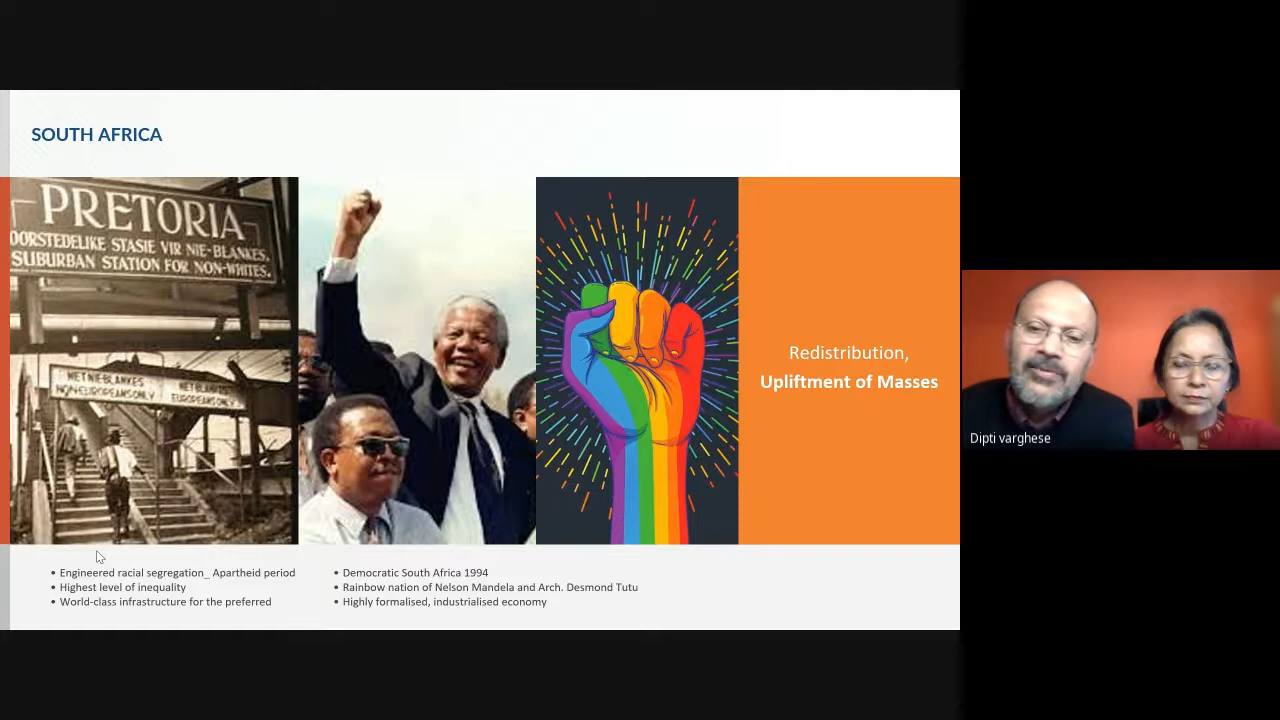 SOUTH AFRICA
PRETORIA
OORSTEDELIKE STASIE VIR NIE-BLANKES.
SUBURBAN STATION FOR NON-WHITES.
MET NIE-BLANKES
NON-EUROPEANS ONLY
EUROPEANS ONLY
Redistribution,
Upliftment of Masses
• Engineered racial segregation_ Apartheid period
• Highest level of inequality
• World-class infrastructure for the preferred
• Democratic South Africa 1994
• Rainbow nation of Nelson Mandela and Arch. Desmond Tutu
• Highly formalised, industrialised economy
Dipti varghese